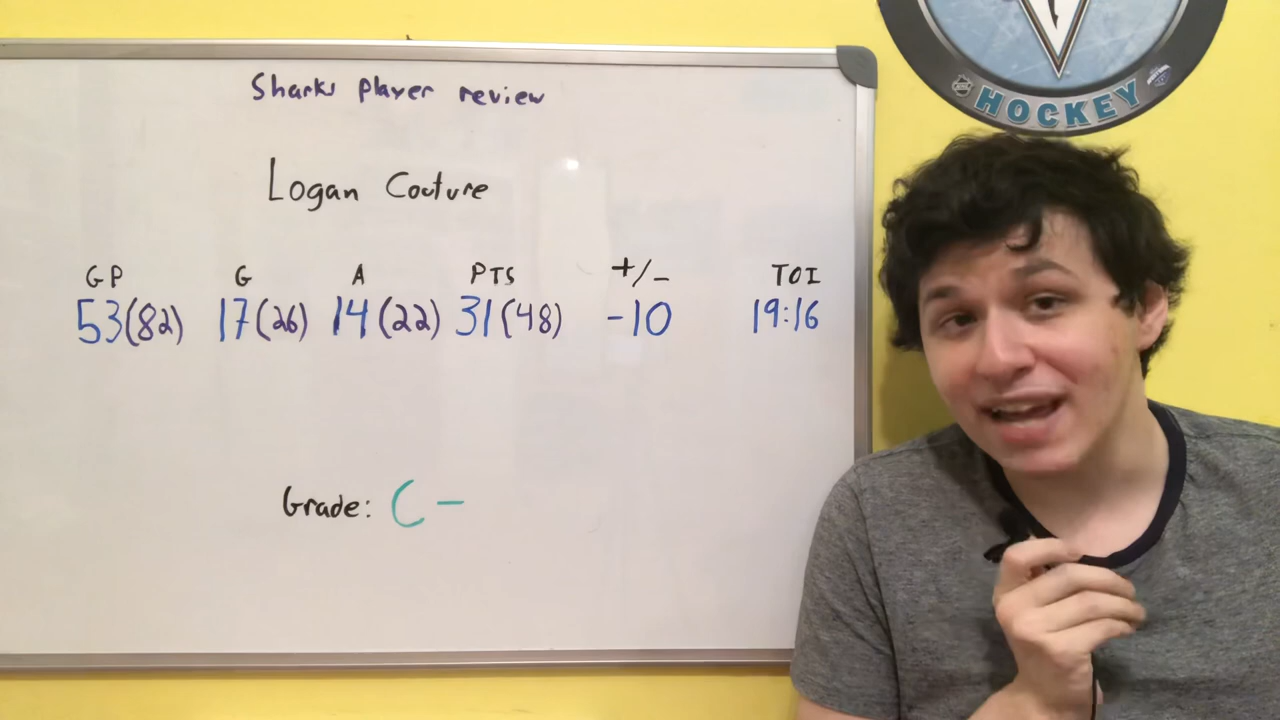 Sharks player review
HOCKEY
Logan Couture
GP G A PTS +/- TOI
53(82) 17(26) 14(22) 31(48) -10 19:16
Grade: C-